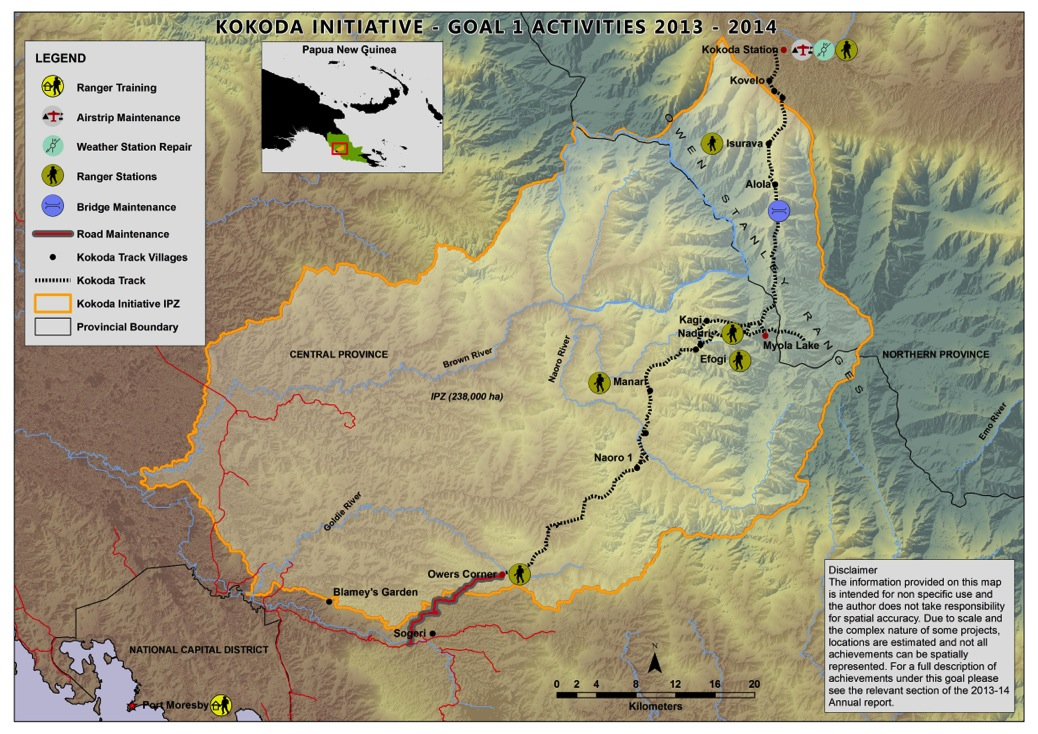 KOKODA INITIATIVE - GOAL 1 ACTIVITIES 2013 - 2014
LEGEND
Ranger Training
Airstrip Maintenance
Weather Station Repair
Ranger Stations
Bridge Maintenance
Road Maintenance
Kokoda Track Villages
Kokoda Track
Kokoda Initiative IPZ
Provincial Boundary
Papua New Guinea
Kokoda Station
Kovelo
Isurava
Alola
OWEN STANLEY RANGES
Kagi
Naduri
Efogi
Myola Lake
NORTHERN PROVINCE
CENTRAL PROVINCE
Brown River
Naoro River
IPZ (238,000 ha)
Manari
Emo River
Naoro 1
Goldie River
Owers Corner
Blamey's Garden
Sogeri
NATIONAL CAPITAL DISTRICT
Port Moresby
0 2 4 8 12 16 20
Kilometers
Disclaimer
The information provided on this map
is intended for non specific use and
the author does not take responsibility
for spatial accuracy. Due to scale and
the complex nature of some projects,
locations are estimated and not all
achievements can be spatially
represented. For a full description of
achievements under this goal please
see the relevant section of the 2013-14
Annual report.